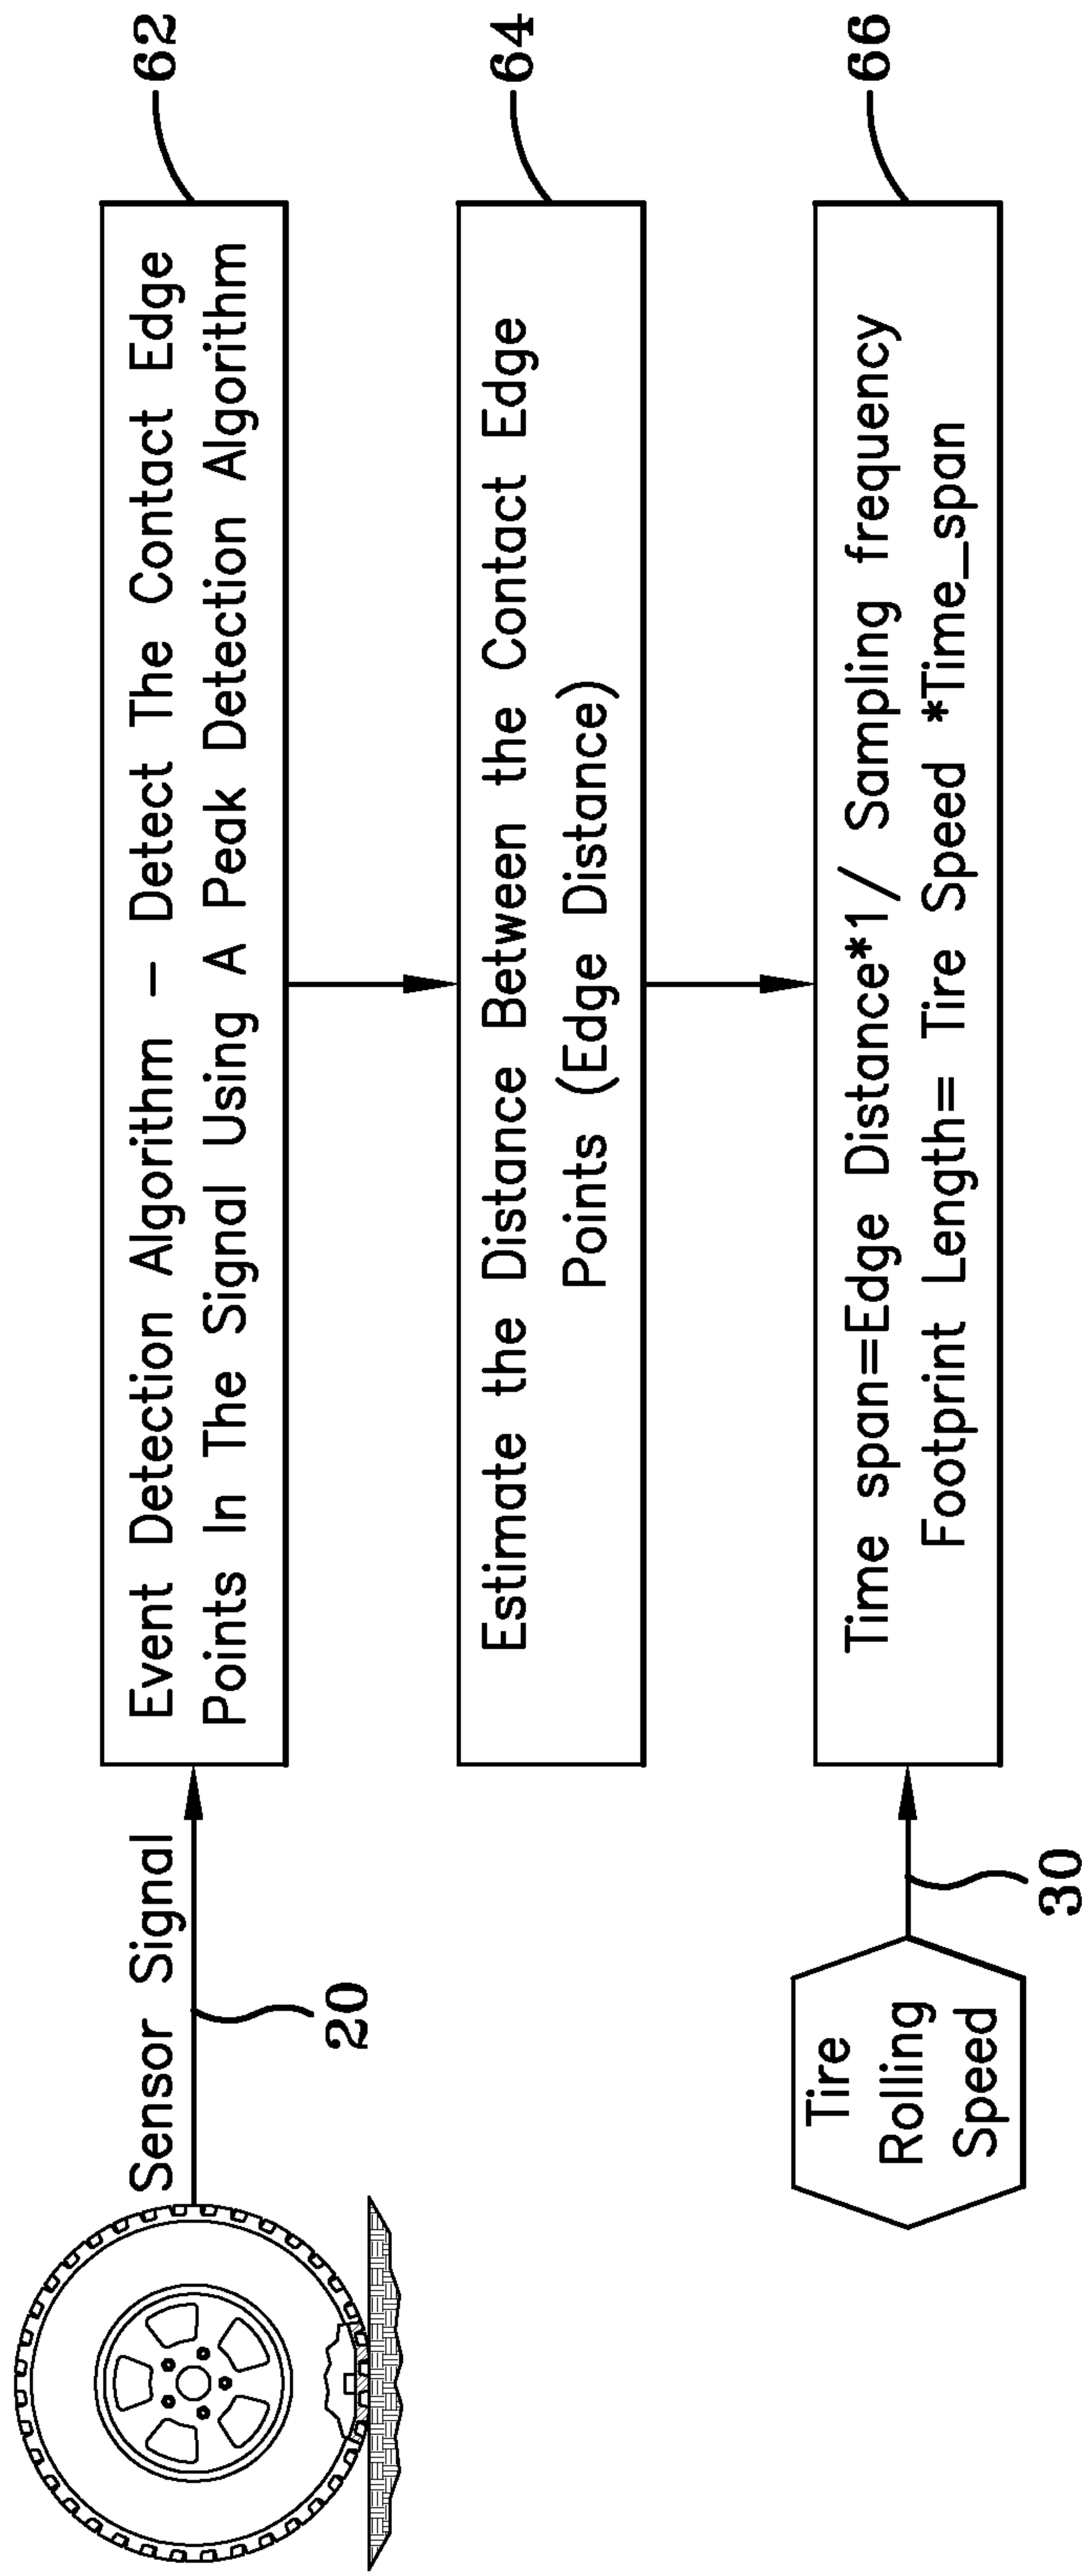 Sensor Signal
20
Event Detection Algorithm – Detect The Contact Edge
Points In The Signal Using A Peak Detection Algorithm
62
Estimate the Distance Between the Contact Edge
Points (Edge Distance)
64
Tire
Rolling
Speed
30
Time span=Edge Distance*1/ Sampling frequency
Footprint Length= Tire Speed *Time_span
66